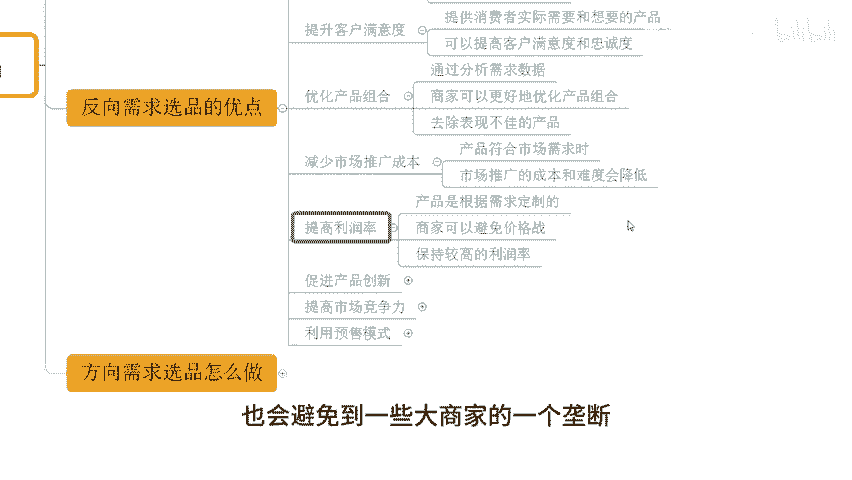 提供消费者实际需要和想要的产品
提升客户满意度
可以提高客户满意度和忠诚度
通过分析需求数据
反向需求选品的优点
优化产品组合
商家可以更好地优化产品组合
去除表现不佳的产品
产品符合市场需求时
减少市场推广成本
市场推广的成本和难度会降低
产品是根据需求定制的
提高利润率
商家可以避免价格战
保持较高的利润率
促进产品创新
提高市场竞争力
利用预售模式
方向需求选品怎么做
也会避免到一些大商家的一个垄断